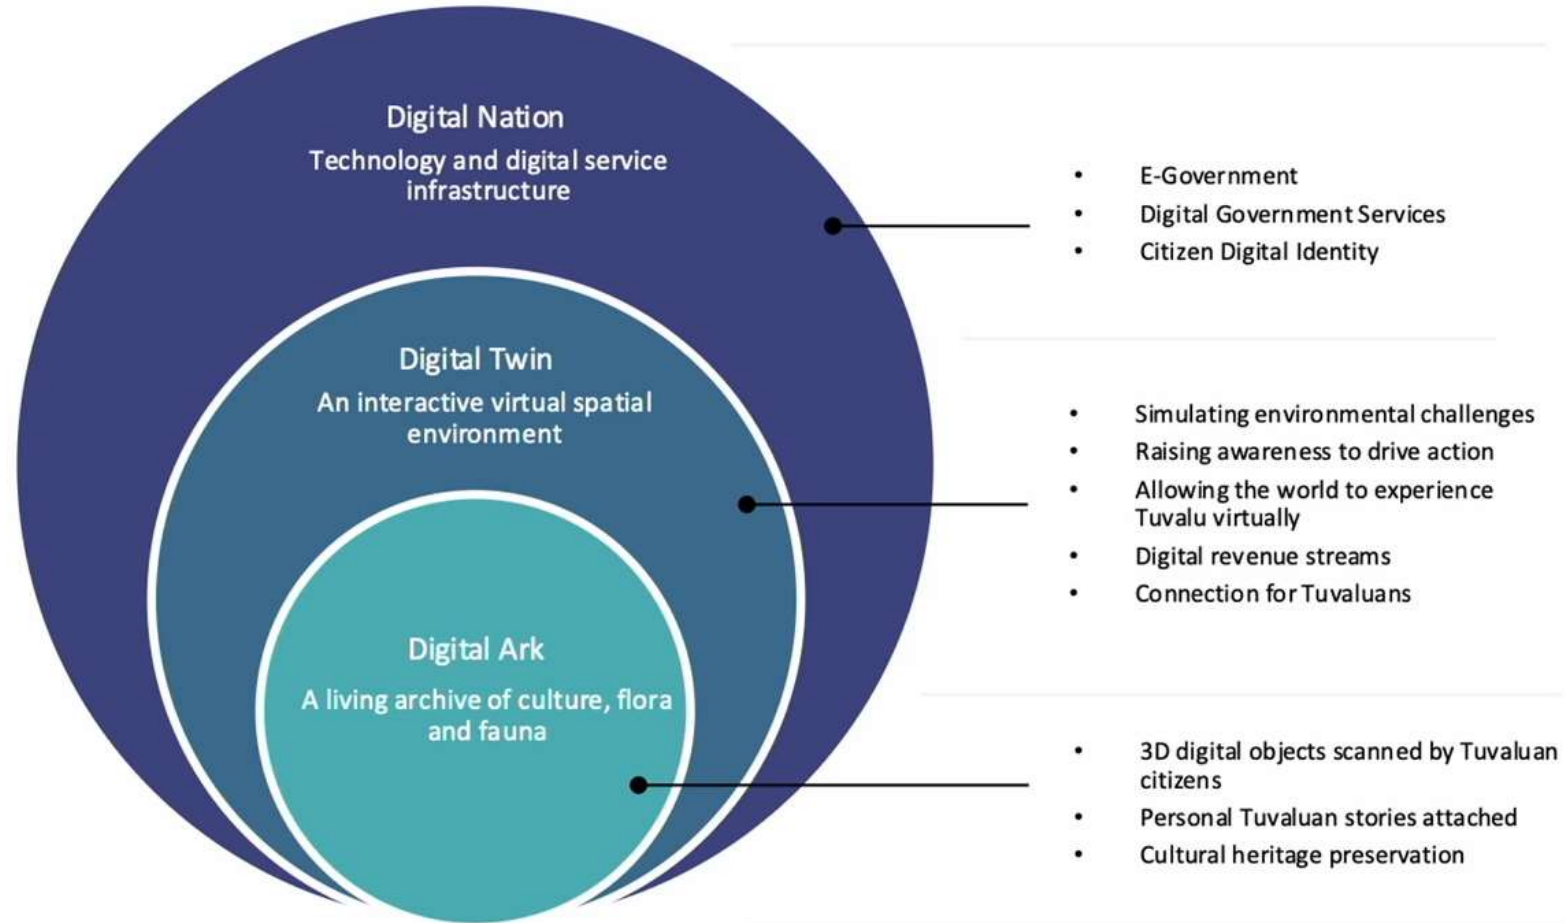 Digital Nation
Technology and digital service
infrastructure
• E-Government
• Digital Government Services
• Citizen Digital Identity
Digital Twin
An interactive virtual spatial
environment
• Simulating environmental challenges
• Raising awareness to drive action
• Allowing the world to experience
Tuvalu virtually
• Digital revenue streams
• Connection for Tuvaluans
Digital Ark
A living archive of culture, flora
and fauna
• 3D digital objects scanned by Tuvaluan
citizens
• Personal Tuvaluan stories attached
• Cultural heritage preservation